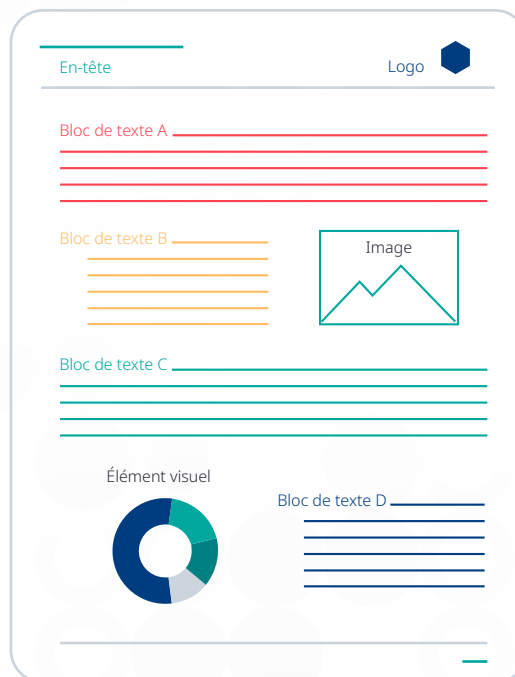 En-tête
Logo
Bloc de texte A
Bloc de texte B
Image
Bloc de texte C
Élément visuel
Bloc de texte D